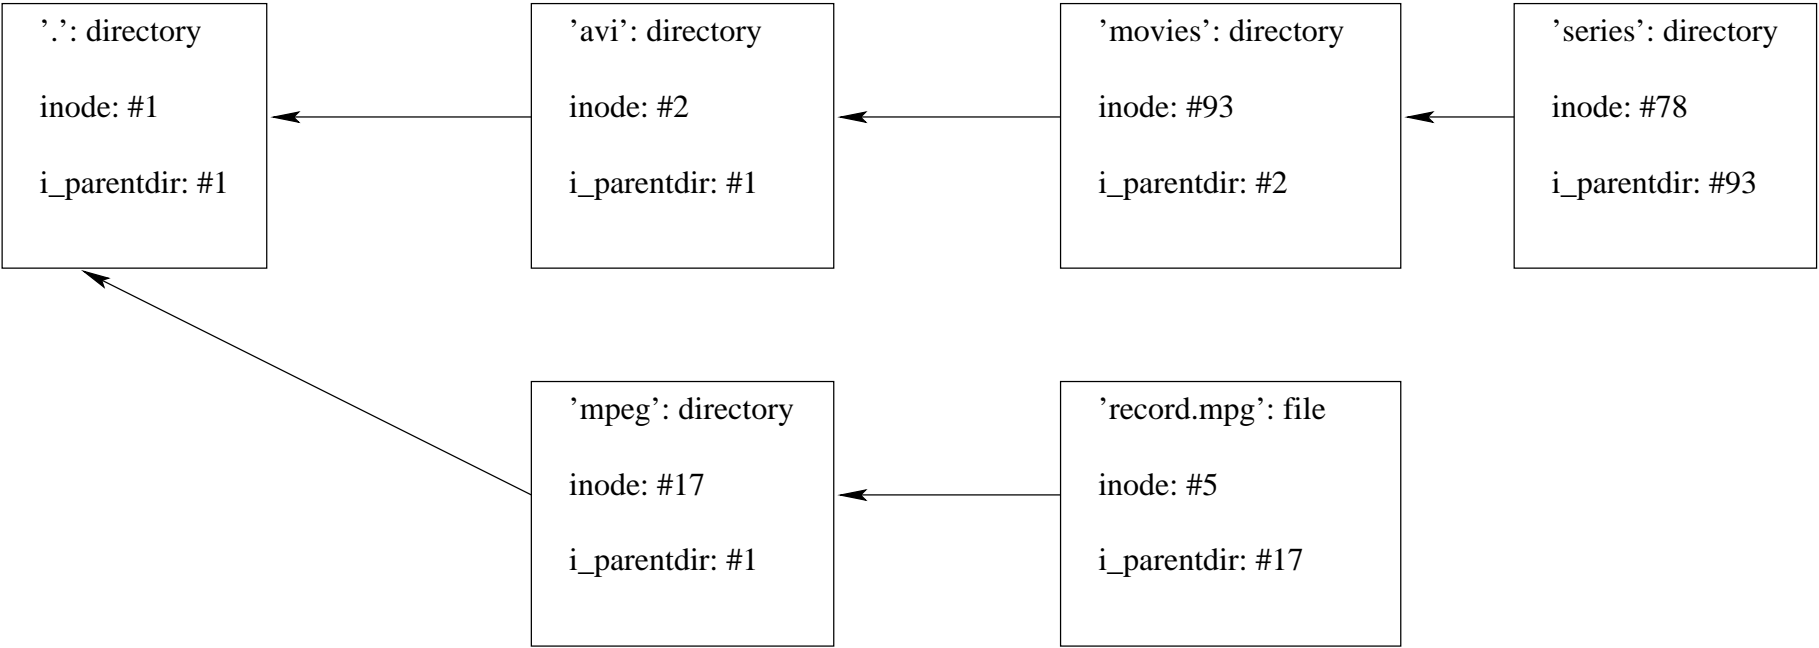 ’.’: directory
inode: #1
i_parentdir: #1
’avi’: directory
inode: #2
i_parentdir: #1
’movies’: directory
inode: #93
i_parentdir: #2
’series’: directory
inode: #78
i_parentdir: #93
’mpeg’: directory
inode: #17
i_parentdir: #1
’record.mpg’: file
inode: #5
i_parentdir: #17